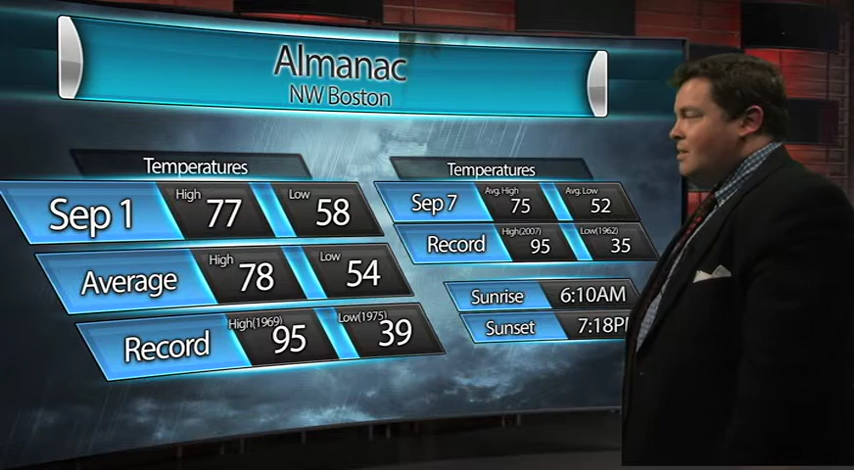 Almanac
NW Boston
Temperatures
Sep 1
High
77
Low
58
Average
High
78
Low
54
Record
High(1969)
95
Low(1975)
39
Temperatures
Sep 7
Avg. High
75
Avg. Low
52
Record
High(2007)
95
Low(1962)
35
Sunrise
6:10AM
Sunset
7:18P